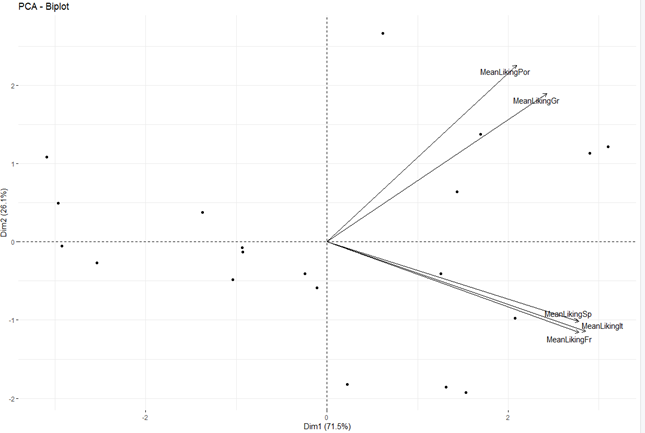 PCA - Biplot
MeanLikingPor
MeanLikingGr
MeanLikingSp
MeanLikingIt
MeanLikingFr
Dim2 (26.1%)
2
1
0
-1
-2
-2
0
2
Dim1 (71.5%)